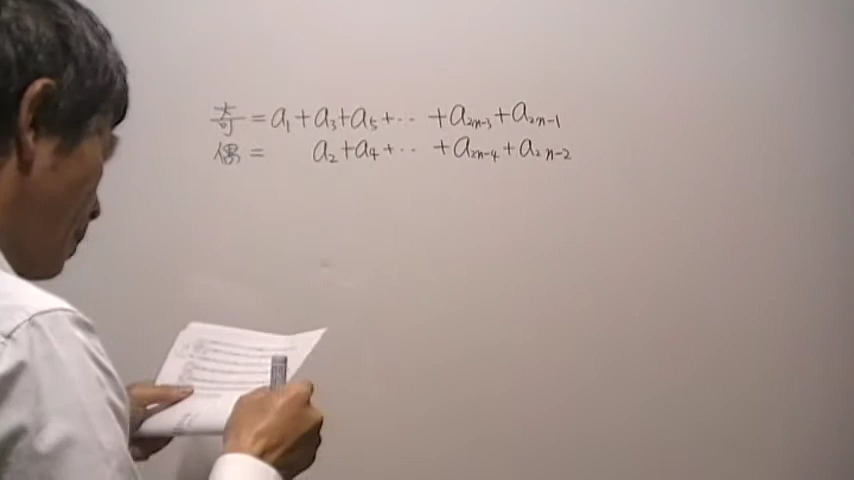 奇=a₁+a₃+a₅+‥ +a₂ₙ₋₃+a₂ₙ₋₁
偶= a₂+a₄+‥ +a₂ₙ₋₄+a₂ₙ₋₂